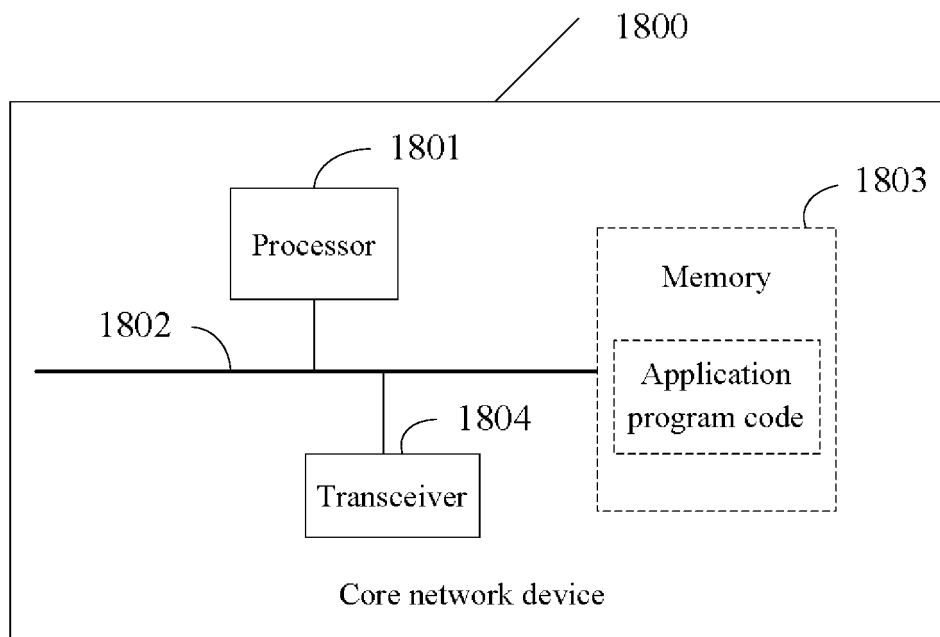 1800
1801
1803
Processor
Memory
1802
Application
program code
1804
Transceiver
Core network device